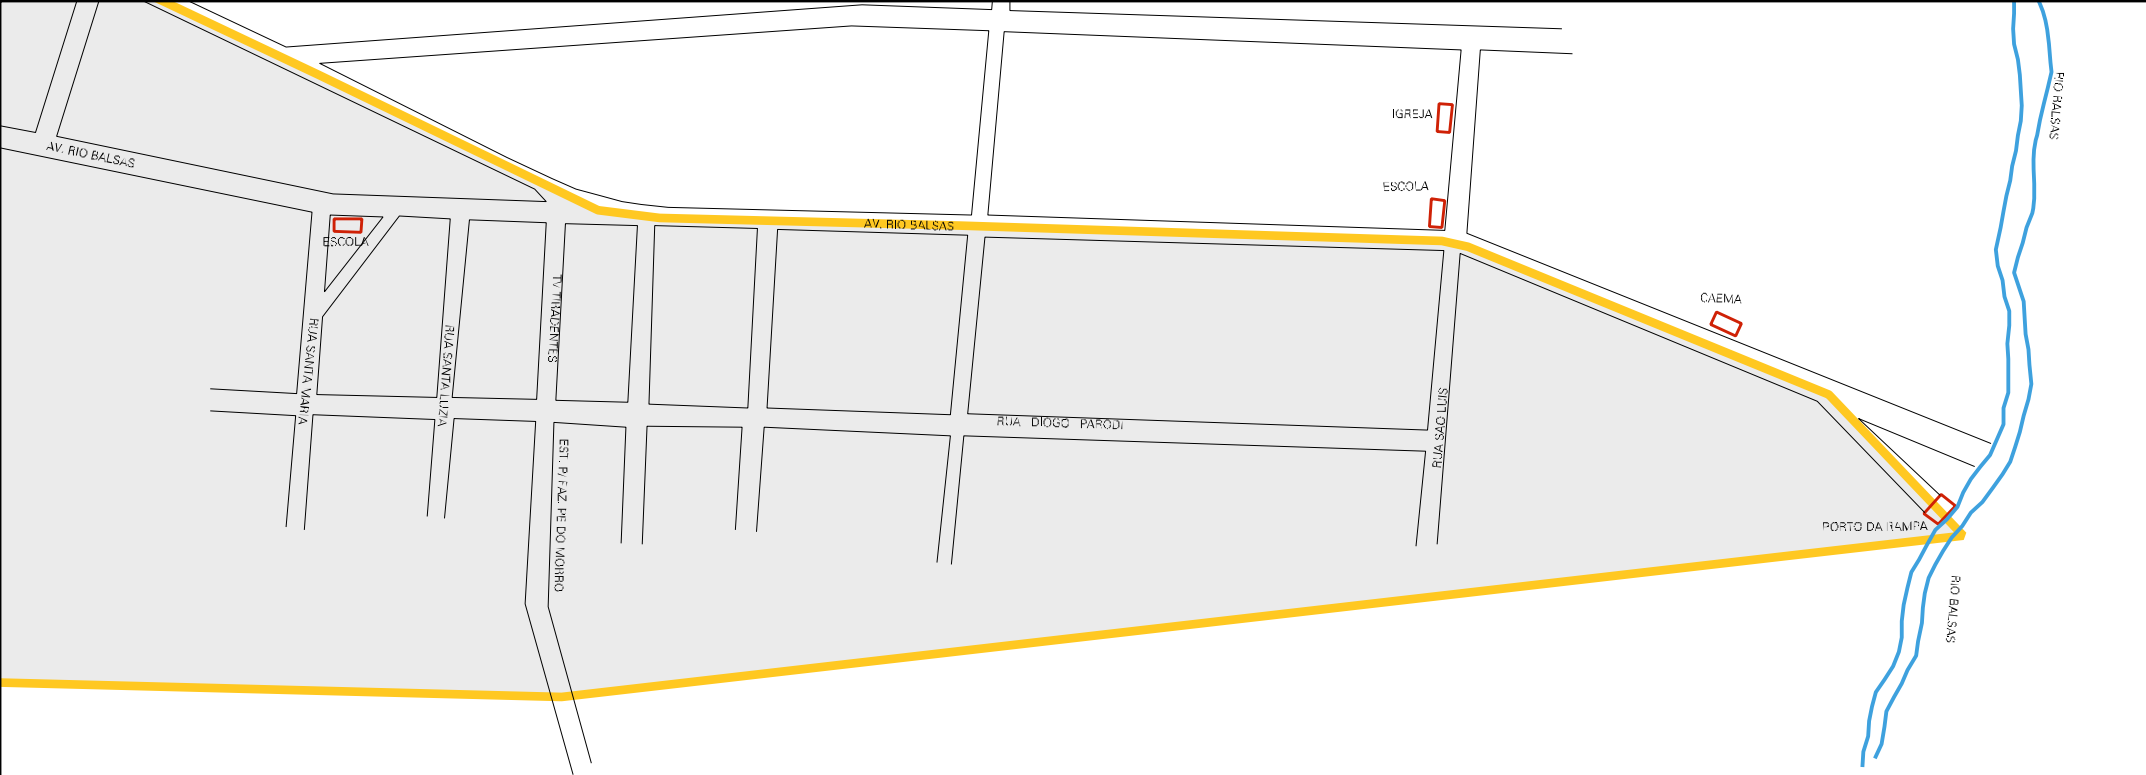 RIO BALSAS
IGREJA
AV. RIO BALSAS
ESCOLA
AV. RIO BALSAS
ESCOLA
TV TIRADENTES
CAEMA
RUA SANTA MARIA
RUA SANTA LUZIA
RUA SAO LUIS
RUA DIOGO PARODI
EST. P/ FAZ. PE DO MORRO
PORTO DA RAMPA
RIO BALSAS